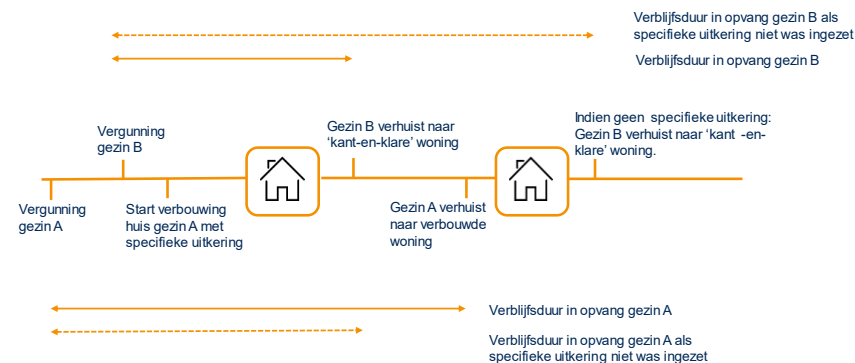 Verblijfsduur in opvang gezin B als
specifieke uitkering niet was ingezet
Verblijfsduur in opvang gezin B
Vergunning
gezin B
Gezin B verhuist naar
‘kant-en-klare’ woning
Indien geen specifieke uitkering:
Gezin B verhuist naar ‘kant -en-
klare’ woning.
Vergunning
gezin A
Start verbouwing
huis gezin A met
specifieke uitkering
Gezin A verhuist
naar verbouwde
woning
Verblijfsduur in opvang gezin A
Verblijfsduur in opvang gezin A als
specifieke uitkering niet was ingezet